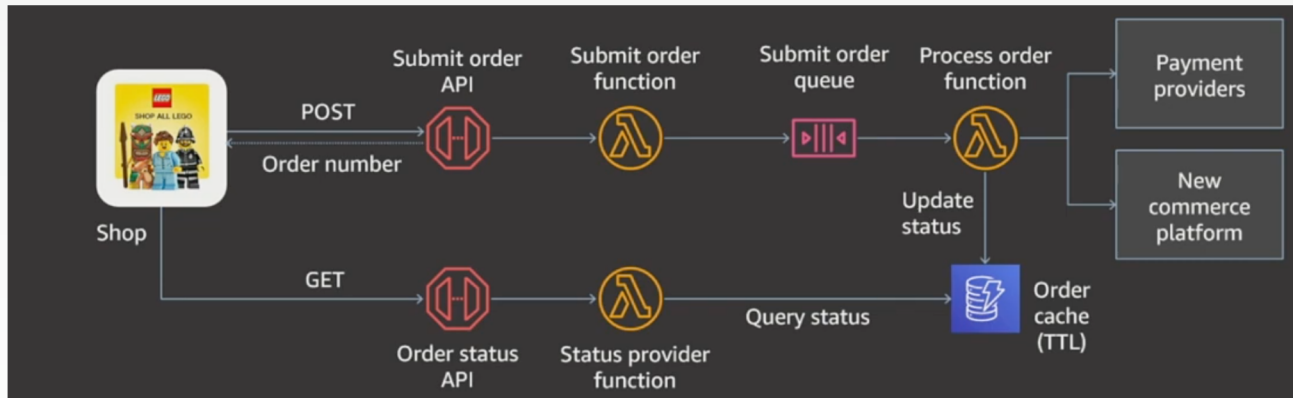 Submit order
API
Submit order
function
Submit order
queue
Process order
function
Payment
providers
LEGO
SHOP ALL LEGO
POST
Order number
Shop
Update
status
New
commerce
platform
GET
Order status
API
Status provider
function
Query status
Order
cache
(TTL)